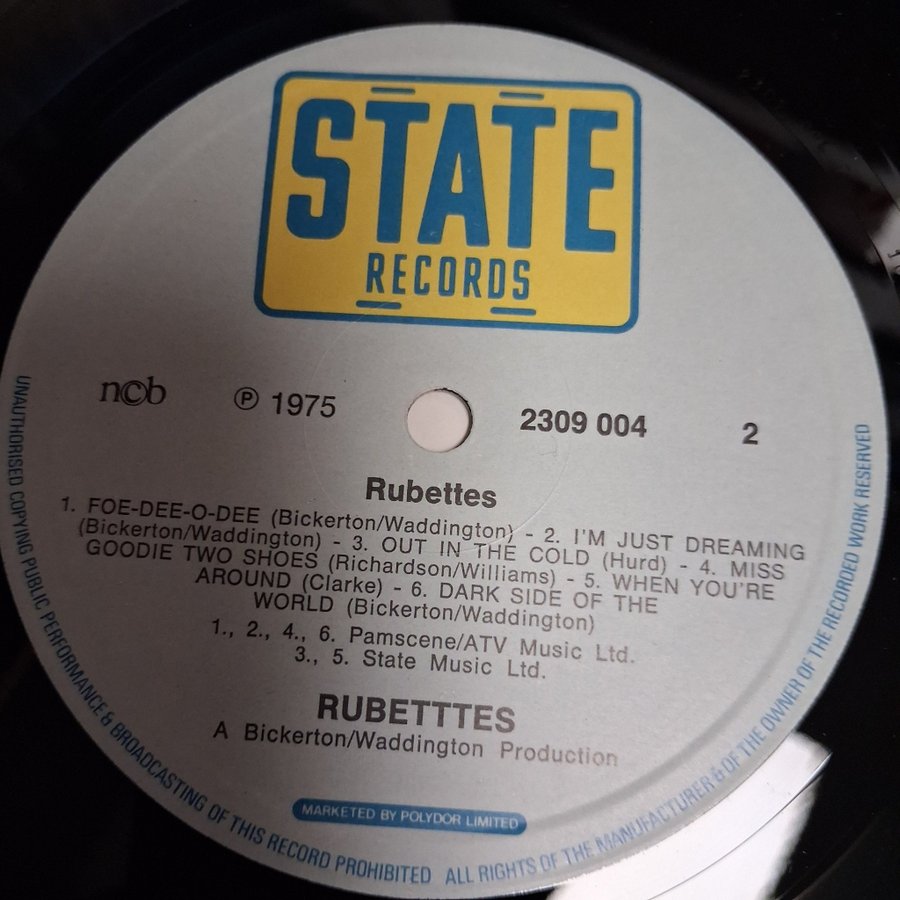 STATE
RECORDS
ncb
℗ 1975
2309 004
2
Rubettes
1. FOE-DEE-O-DEE (Bickerton/Waddington) - 2. I'M JUST DREAMING
(Bickerton/Waddington) - 3. OUT IN THE COLD (Hurd) - 4. MISS
GOODIE TWO SHOES (Richardson/Williams) - 5. WHEN YOU'RE
AROUND (Clarke) - 6. DARK SIDE OF THE
WORLD (Bickerton/Waddington)
1., 2., 4., 6. Pamscene/ATV Music Ltd.
3., 5. State Music Ltd.
RUBETTTES
A Bickerton/Waddington Production
MARKETED BY POLYDOR LIMITED
UNAUTHORISED COPYING PUBLIC PERFORMANCE & BROADCASTING OF THIS RECORD PROHIBITED ALL RIGHTS OF THE MANUFACTURER & OF THE OWNER OF THE RECORDED WORK RESERVED